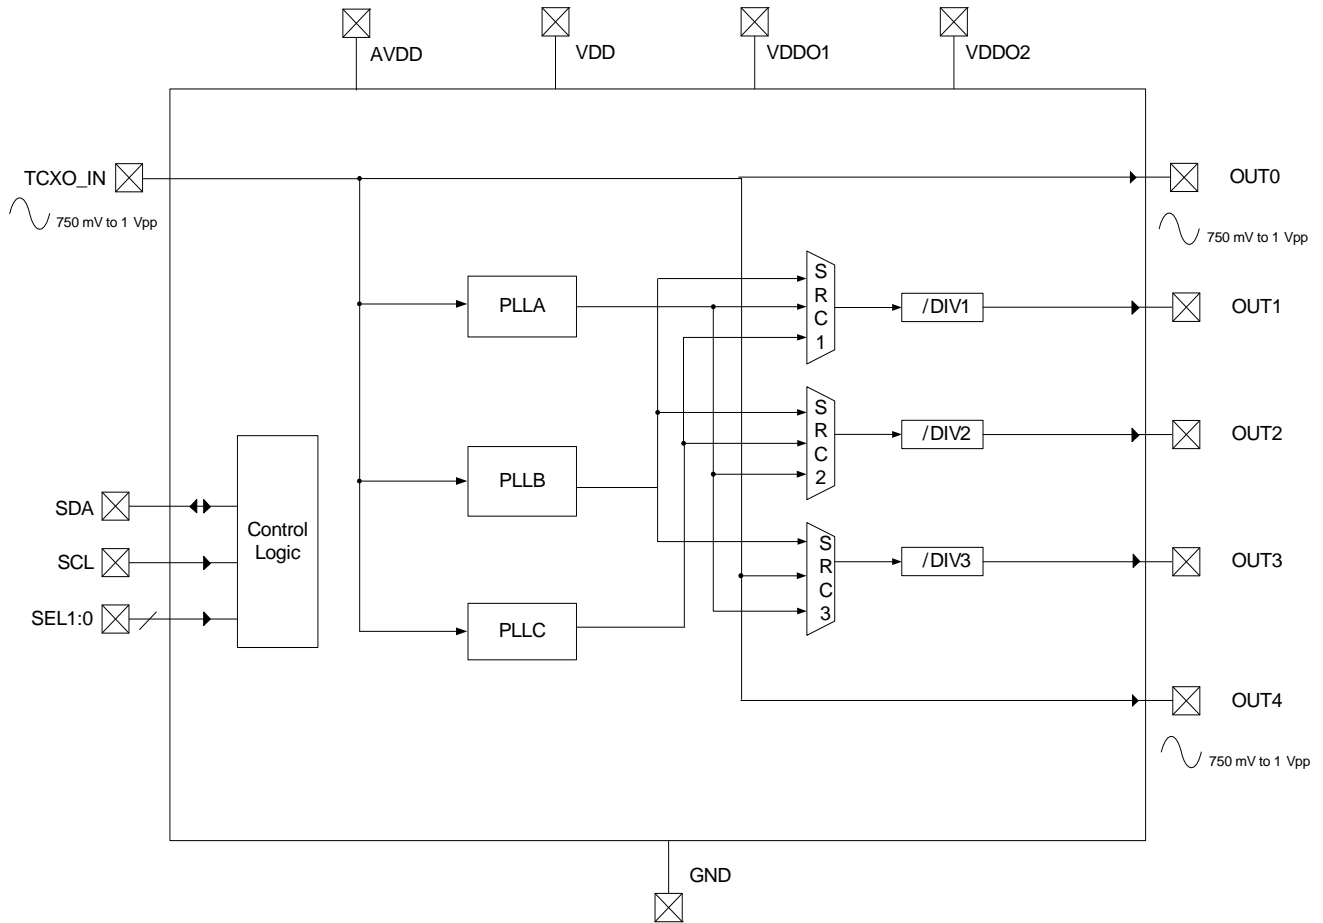 AVDD
VDD
VDDO1
VDDO2
TCXO_IN
750 mV to 1 Vpp
OUT0
750 mV to 1 Vpp
PLLA
S
R
C
1
/DIV1
OUT1
PLLB
S
R
C
2
/DIV2
OUT2
SDA
SCL
SEL1:0
Control
Logic
PLLC
S
R
C
3
/DIV3
OUT3
OUT4
750 mV to 1 Vpp
GND